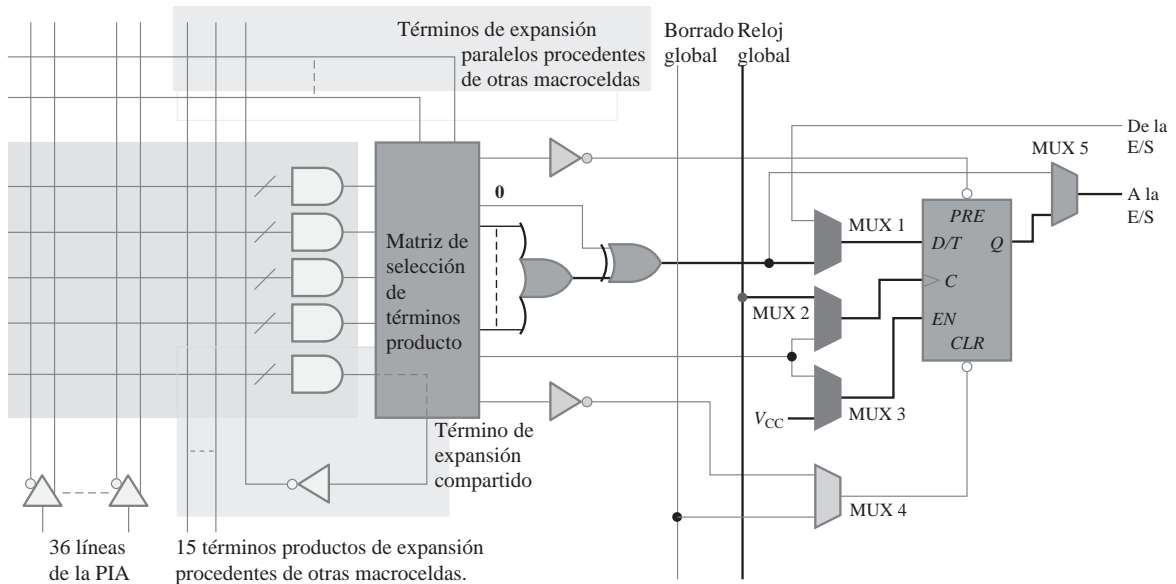 Términos de expansión
paralelos procedentes
de otras macroceldas
Borrado
global
Reloj
global
De la
E/S
MUX 5
A la
E/S
0
MUX 1
PRE
D/T
Q
C
EN
CLR
Matriz de
selección
de
términos
producto
MUX 2
MUX 3
VCC
Término de
expansión
compartido
MUX 4
36 líneas
de la PIA
15 términos productos de expansión
procedentes de otras macroceldas.